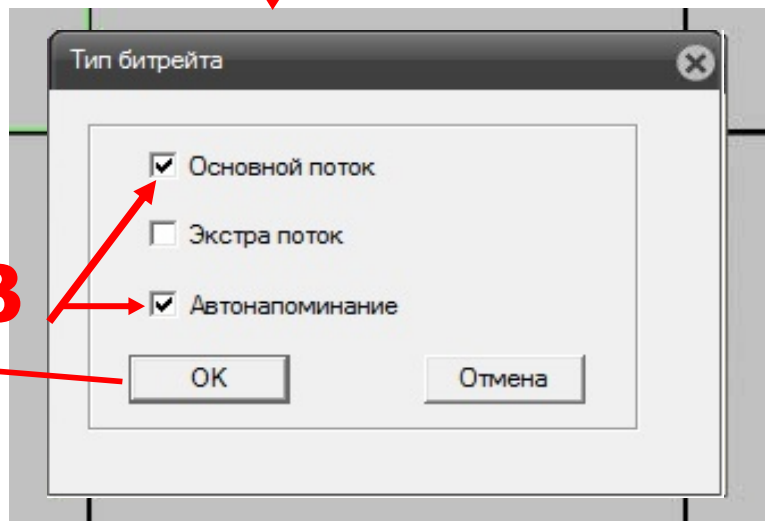 Тип битрейта
Основной поток
Экстра поток
3
Автонапоминание
OK Отмена